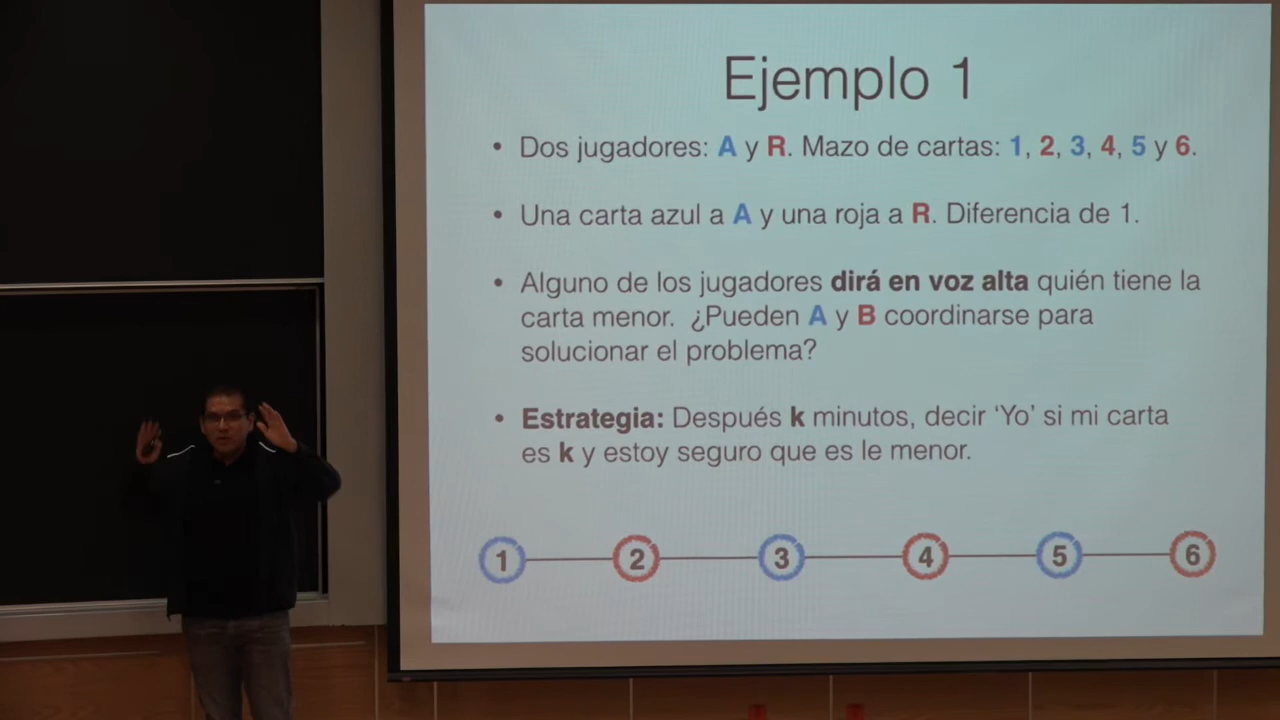 Ejemplo 1
• Dos jugadores: A y R. Mazo de cartas: 1, 2, 3, 4, 5 y 6.
• Una carta azul a A y una roja a R. Diferencia de 1.
• Alguno de los jugadores dirá en voz alta quién tiene la
carta menor. ¿Pueden A y B coordinarse para
solucionar el problema?
• Estrategia: Después k minutos, decir ‘Yo’ si mi carta
es k y estoy seguro que es le menor.
1 2 3 4 5 6